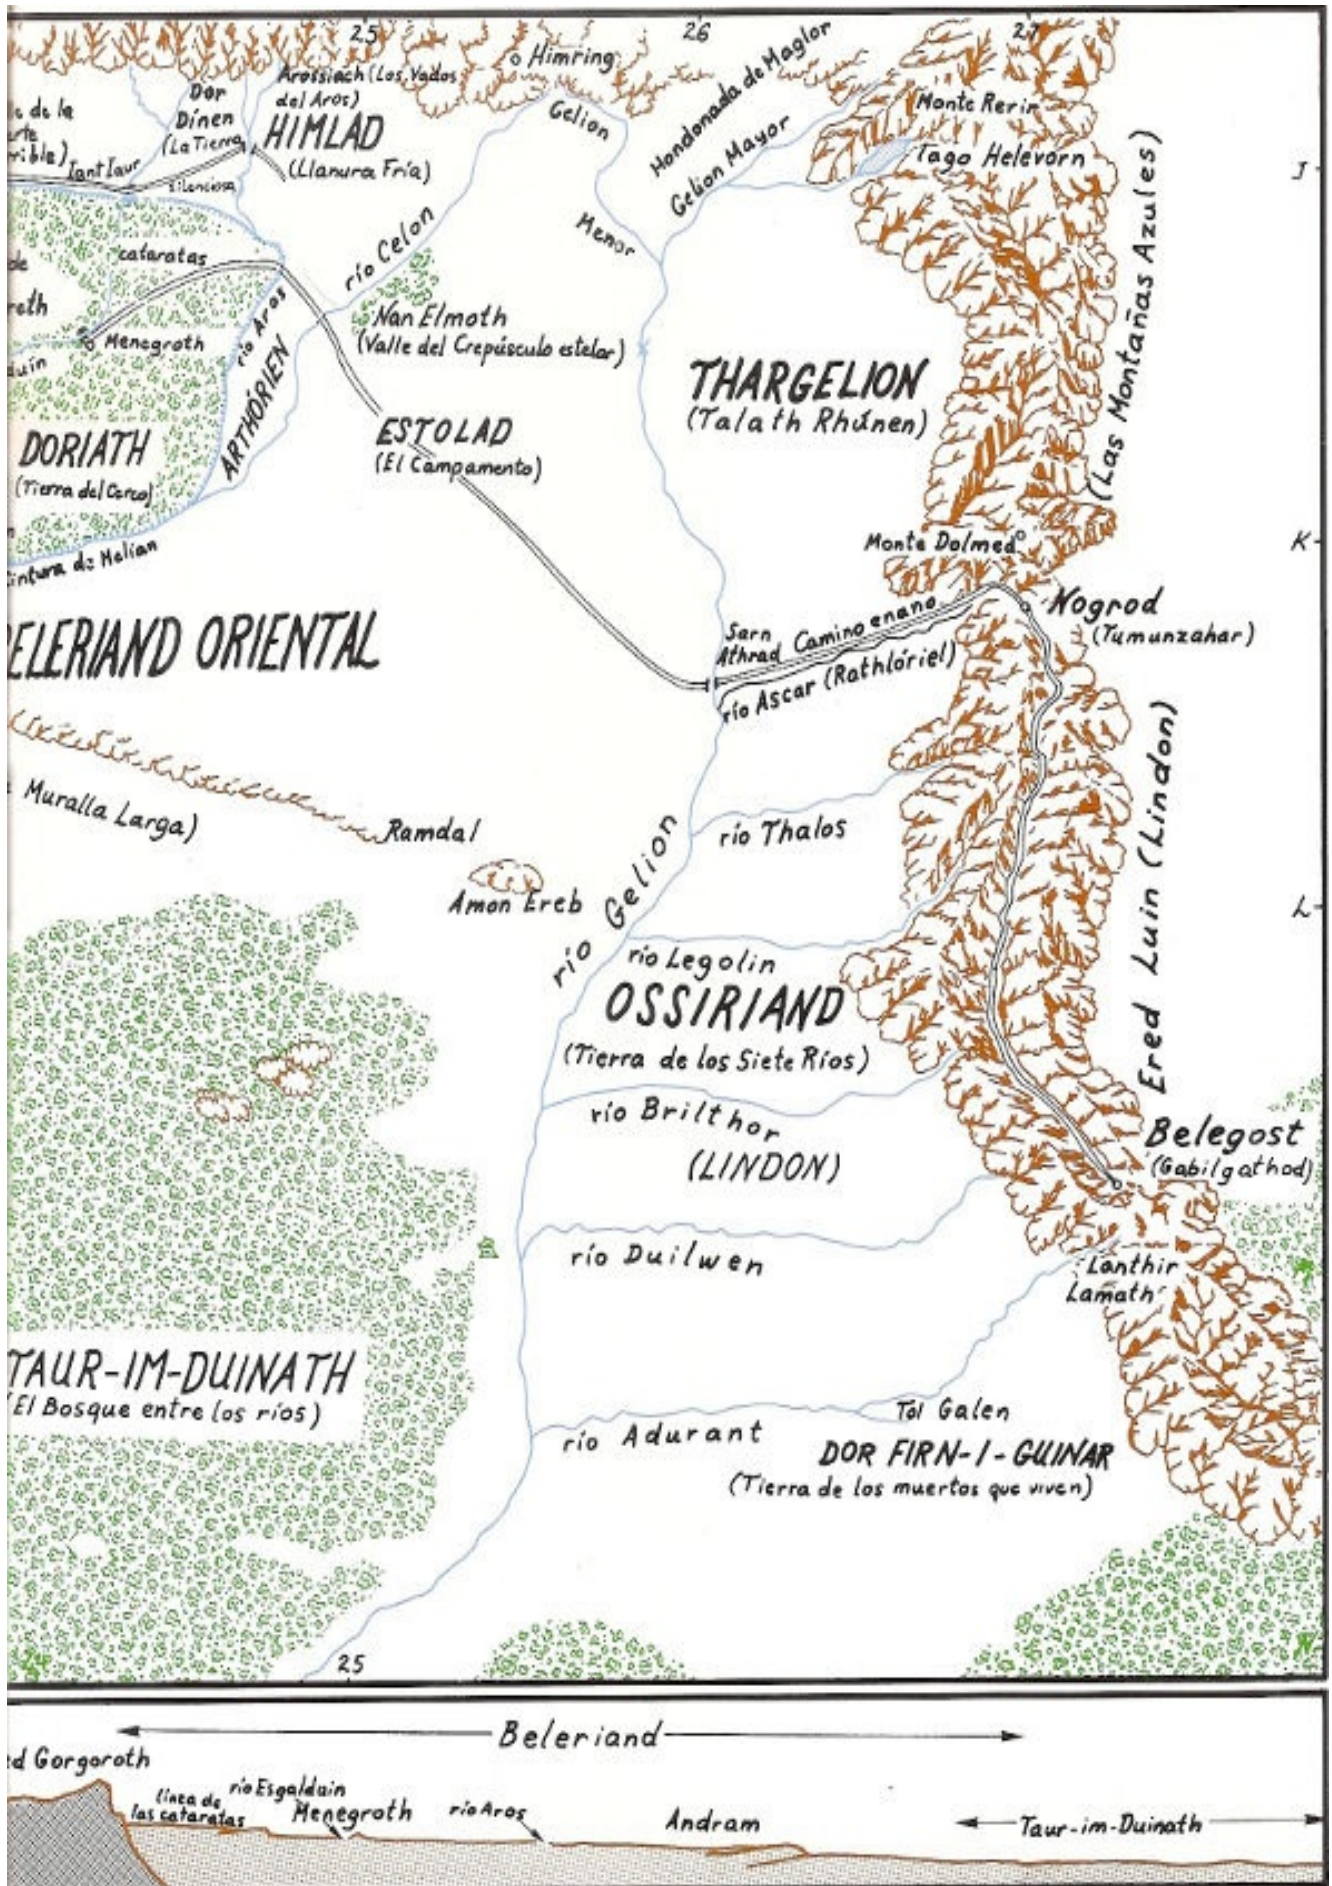 25
26
27
Himring
Hondonada de Maglor
Arossiach (Los Vados
del Aros)
Dor
Dínen
(La Tierra
silenciosa
HIMLAD
(Llanura Fría)
Gelion
Menor
Gelion Mayor
Monte Rerir
Lago Helevorn
J
de la
Iant Iaur
cataratas
río Celon
Menegroth
río Aros
ARTHÓRIEN
Nan Elmoth
(Valle del Crepúsculo estelar)
THARGELION
(Talath Rhúnen)
(Las Montañas Azules)
DORIATH
(Tierra del Cerco)
ESTOLAD
(El Campamento)
Cintura de Melian
Monte Dolmed
K
Nogrod
(Tumunzahar)
Sarn
Athrad
Camino enano
río Ascar (Rathlóriel)
ELERIAND ORIENTAL
Muralla Larga)
Ramdal
Amon Ereb
río Gelion
río Thalos
Ered Luin (Lindon)
L
río Legolin
OSSIRIAND
(Tierra de los Siete Ríos)
río Brilthor
(LINDON)
Belegost
(Gabilgathod)
río Duilwen
Lanthir
Lamath
TAUR-IM-DUINATH
(El Bosque entre los ríos)
Tol Galen
río Adurant
DOR FIRN-I-GUINAR
(Tierra de los muertos que viven)
25
Beleriand
ed Gorgoroth
línea de
las cataratas
río Esgalduin
Menegroth
río Aros
Andram
Taur-im-Duinath